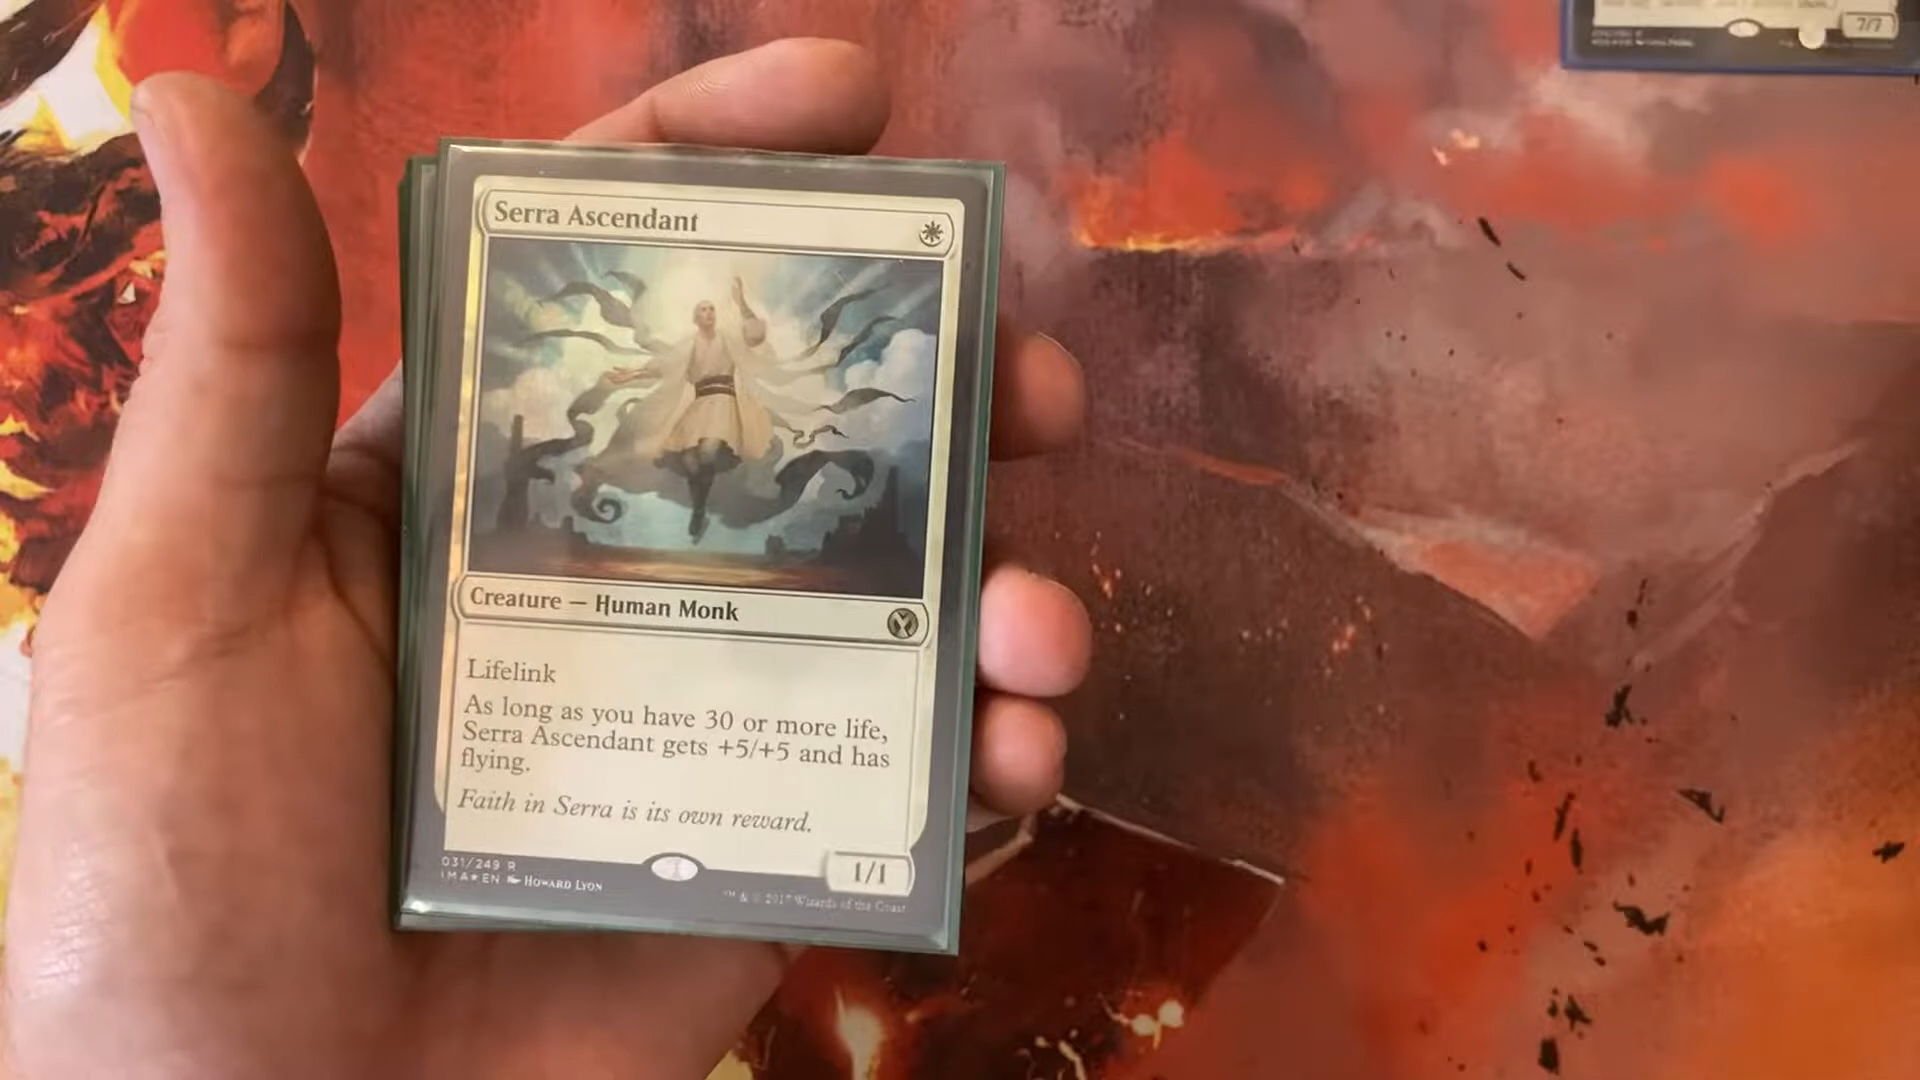 7/7
Serra Ascendant
Creature — Human Monk
Lifelink
As long as you have 30 or more life,
Serra Ascendant gets +5/+5 and has
flying.
Faith in Serra is its own reward.
031/249 R
IMA★EN Howard Lyon
1/1
™ & © 2017 Wizards of the Coast